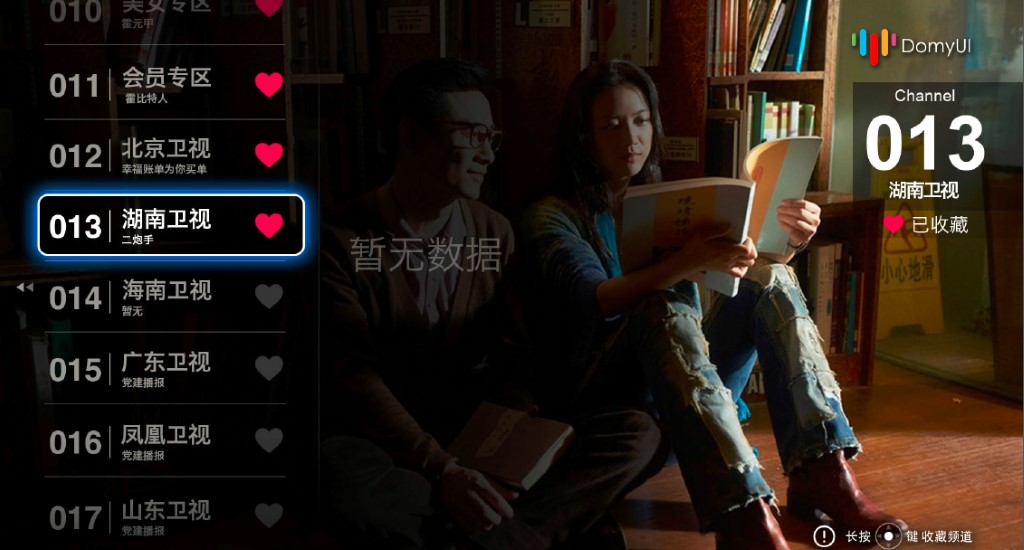 010
美女专区
霍元甲
011
会员专区
霍比特人
012
北京卫视
幸福账单为你买单
013
湖南卫视
二炮手
014
海南卫视
暂无
015
广东卫视
党建播报
016
凤凰卫视
党建播报
017
山东卫视
党建播报
暂无数据
DomyUI
Channel
013
湖南卫视
已收藏
小心地滑
长按 键 收藏频道